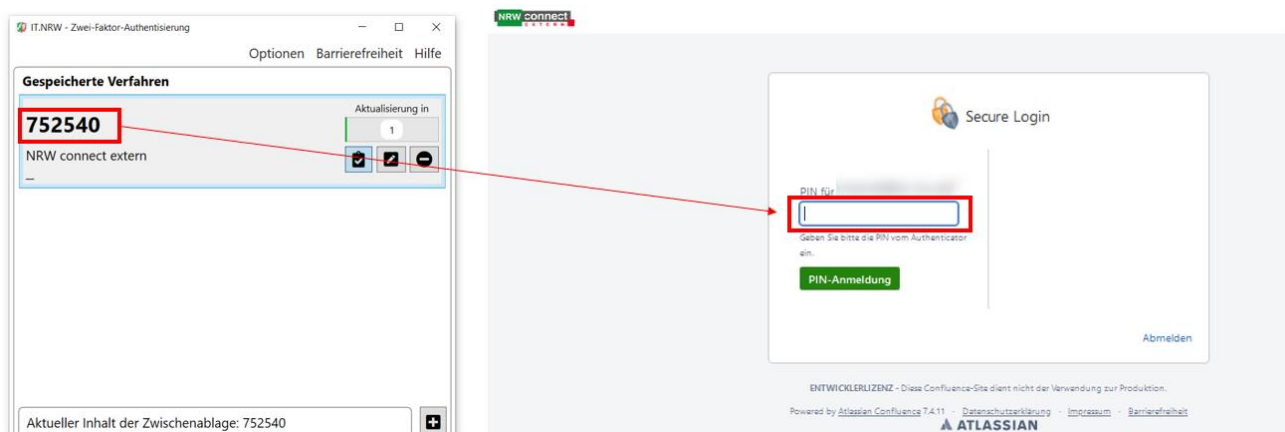 IT.NRW - Zwei-Faktor-Authentisierung
Optionen Barrierefreiheit Hilfe
Gespeicherte Verfahren
752540
Aktualisierung in
1
NRW connect extern
_
Aktueller Inhalt der Zwischenablage: 752540
NRW connect
EXTERN
Secure Login
PIN für
Geben Sie bitte die PIN vom Authenticator
ein.
PIN-Anmeldung
Abmelden
ENTWICKLERLIZENZ - Diese Confluence-Site dient nicht der Verwendung zur Produktion.
Powered by Atlassian Confluence 7.4.11 · Datenschutzerklärung · Impressum · Barrierefreiheit
ATLASSIAN